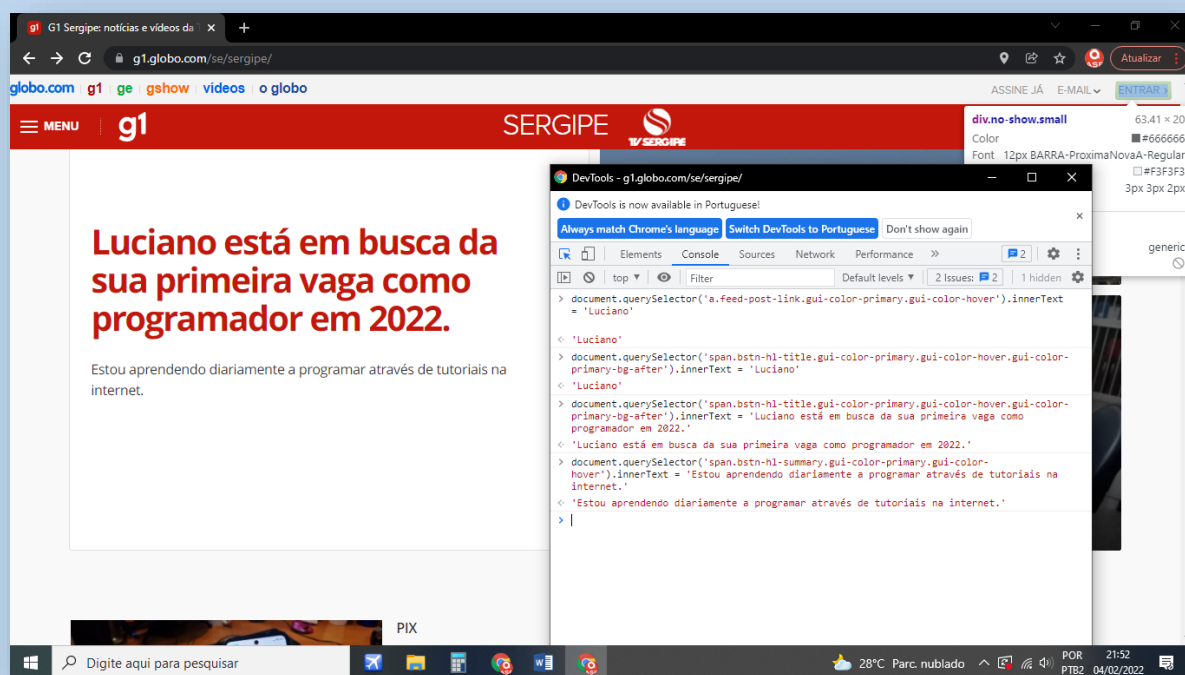 g1 G1 Sergipe: notícias e vídeos da T
g1.globo.com/se/sergipe/
Atualizar
globo.com g1 ge gshow videos o globo
ASSINE JÁ E-MAIL ENTRAR ›
MENU g1
SERGIPE
TV SERGIPE
div.no-show.small 63.41 × 20
Color #666666
Font 12px BARRA-ProximaNovaA-Regular
#F3F3F3
3px 3px 2px
generic
Luciano está em busca da
sua primeira vaga como
programador em 2022.
Estou aprendendo diariamente a programar através de tutoriais na
internet.
DevTools - g1.globo.com/se/sergipe/
DevTools is now available in Portuguese!
Always match Chrome's language Switch DevTools to Portuguese Don't show again
Elements Console Sources Network Performance » 2
top ▼ Filter Default levels ▼ 2 Issues: 2 1 hidden
> document.querySelector('a.feed-post-link.gui-color-primary.gui-color-hover').innerText
= 'Luciano'
'Luciano'
> document.querySelector('span.bstn-hl-title.gui-color-primary.gui-color-hover.gui-color-
primary-bg-after').innerText = 'Luciano'
'Luciano'
> document.querySelector('span.bstn-hl-title.gui-color-primary.gui-color-hover.gui-color-
primary-bg-after').innerText = 'Luciano está em busca da sua primeira vaga como
programador em 2022.'
'Luciano está em busca da sua primeira vaga como programador em 2022.'
> document.querySelector('span.bstn-hl-summary.gui-color-primary.gui-color-
hover').innerText = 'Estou aprendendo diariamente a programar através de tutoriais na
internet.'
'Estou aprendendo diariamente a programar através de tutoriais na internet.'
>
PIX
Digite aqui para pesquisar
28°C Parc. nublado
POR
PTB2
21:52
04/02/2022